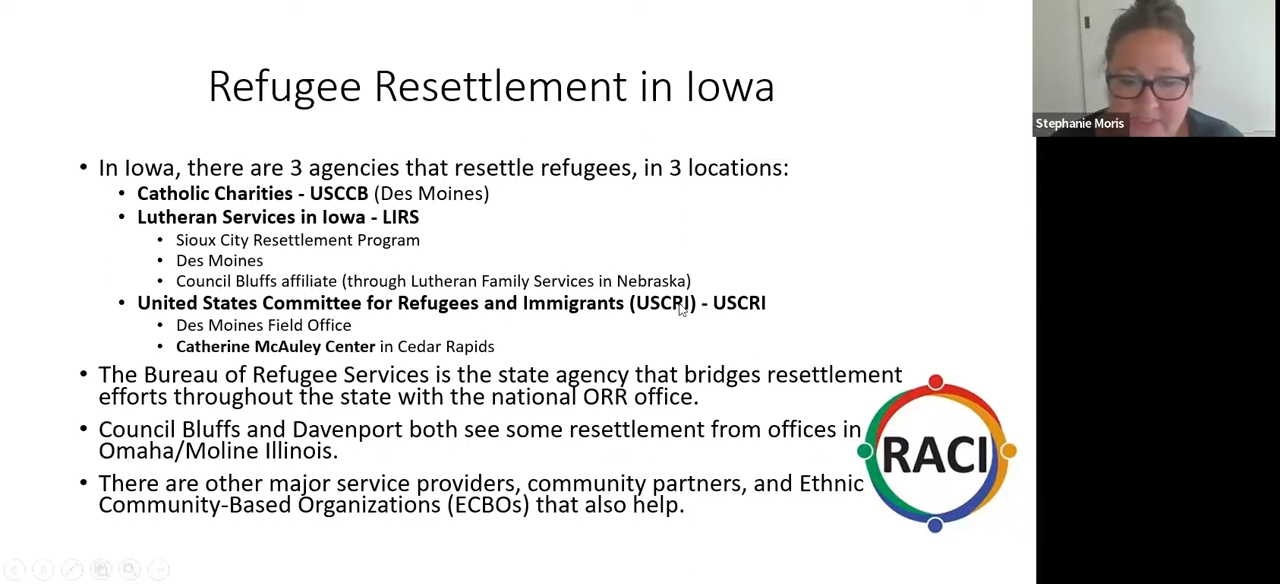 Refugee Resettlement in Iowa
Stephanie Moris
• In Iowa, there are 3 agencies that resettle refugees, in 3 locations:
• Catholic Charities - USCCB (Des Moines)
• Lutheran Services in Iowa - LIRS
• Sioux City Resettlement Program
• Des Moines
• Council Bluffs affiliate (through Lutheran Family Services in Nebraska)
• United States Committee for Refugees and Immigrants (USCRI) - USCRI
• Des Moines Field Office
• Catherine McAuley Center in Cedar Rapids
• The Bureau of Refugee Services is the state agency that bridges resettlement
efforts throughout the state with the national ORR office.
• Council Bluffs and Davenport both see some resettlement from offices in
Omaha/Moline Illinois.
• There are other major service providers, community partners, and Ethnic
Community-Based Organizations (ECBOs) that also help.
RACI